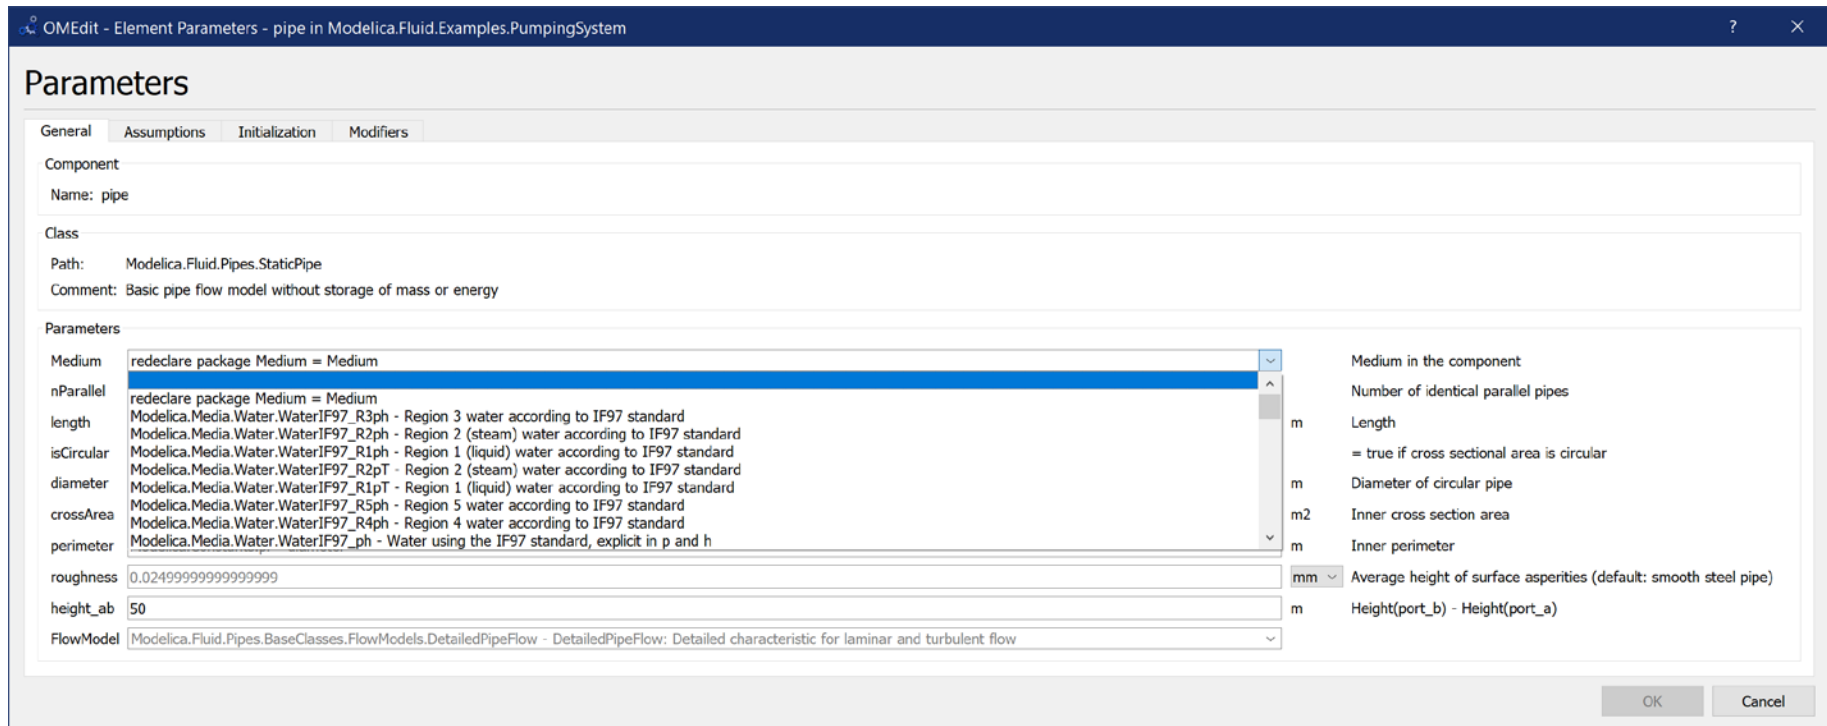 OMEdit - Element Parameters - pipe in Modelica.Fluid.Examples.PumpingSystem ? ×
Parameters
General Assumptions Initialization Modifiers
Component
Name: pipe
Class
Path: Modelica.Fluid.Pipes.StaticPipe
Comment: Basic pipe flow model without storage of mass or energy
Parameters
Medium redeclare package Medium = Medium Medium in the component
nParallel Number of identical parallel pipes
redeclare package Medium = Medium
Modelica.Media.Water.WaterIF97_R3ph - Region 3 water according to IF97 standard
length m Length
Modelica.Media.Water.WaterIF97_R2ph - Region 2 (steam) water according to IF97 standard
isCircular Modelica.Media.Water.WaterIF97_R1ph - Region 1 (liquid) water according to IF97 standard = true if cross sectional area is circular
Modelica.Media.Water.WaterIF97_R2pT - Region 2 (steam) water according to IF97 standard
diameter Modelica.Media.Water.WaterIF97_R1pT - Region 1 (liquid) water according to IF97 standard m Diameter of circular pipe
Modelica.Media.Water.WaterIF97_R5ph - Region 5 water according to IF97 standard
crossArea m2 Inner cross section area
Modelica.Media.Water.WaterIF97_R4ph - Region 4 water according to IF97 standard
perimeter Modelica.Media.Water.WaterIF97_ph - Water using the IF97 standard, explicit in p and h m Inner perimeter
roughness 0.02499999999999999 mm Average height of surface asperities (default: smooth steel pipe)
height_ab 50 m Height(port_b) - Height(port_a)
FlowModel Modelica.Fluid.Pipes.BaseClasses.FlowModels.DetailedPipeFlow - DetailedPipeFlow: Detailed characteristic for laminar and turbulent flow
OK Cancel